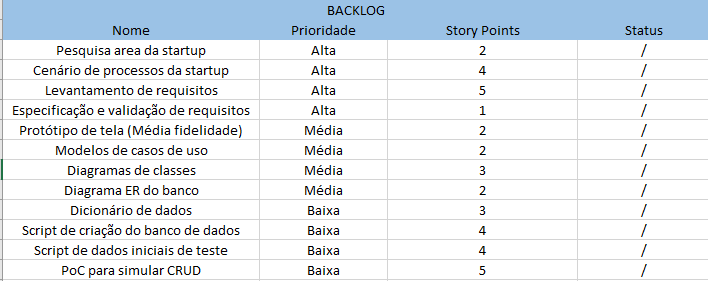 BACKLOG
Nome Prioridade Story Points Status
Pesquisa area da startup Alta 2 /
Cenário de processos da startup Alta 4 /
Levantamento de requisitos Alta 5 /
Especificação e validação de requisitos Alta 1 /
Protótipo de tela (Média fidelidade) Média 2 /
Modelos de casos de uso Média 2 /
Diagramas de classes Média 3 /
Diagrama ER do banco Média 2 /
Dicionário de dados Baixa 3 /
Script de criação do banco de dados Baixa 4 /
Script de dados iniciais de teste Baixa 4 /
PoC para simular CRUD Baixa 5 /